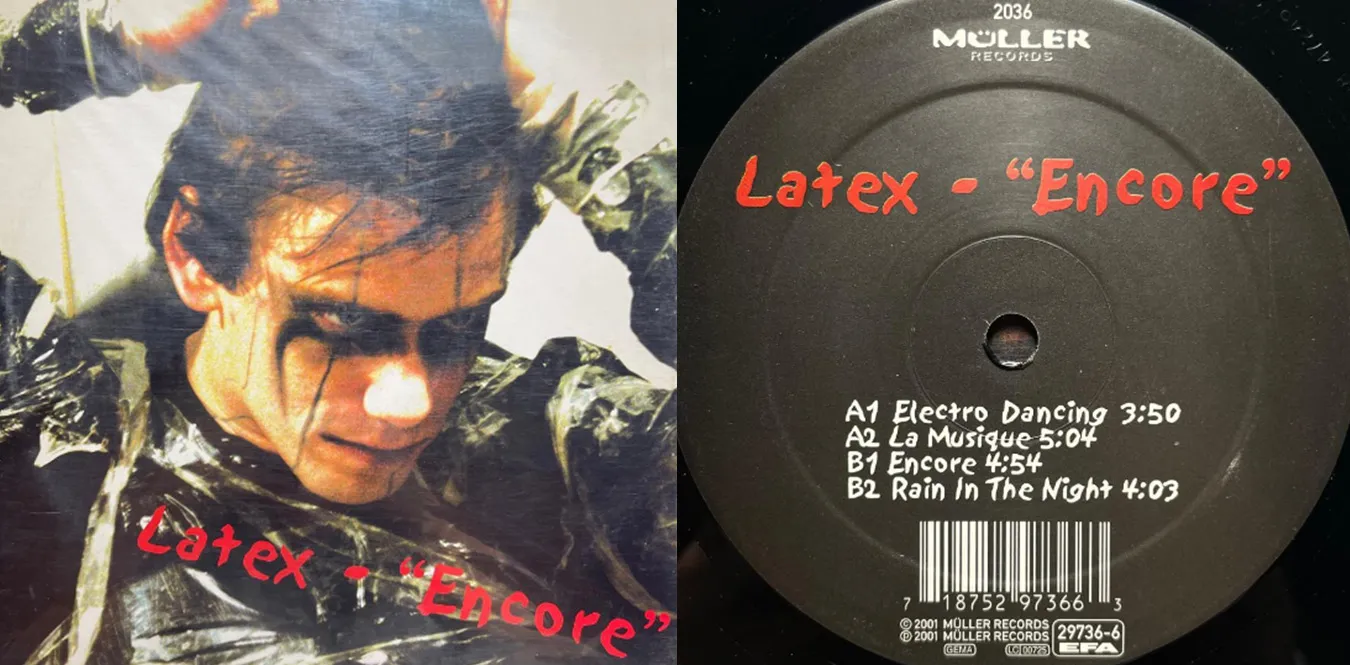 Latex - "Encore"
2036
MÜLLER
RECORDS
Latex - "Encore"
A1 Electro Dancing 3:50
A2 La Musique 5:04
B1 Encore 4:54
B2 Rain In The Night 4:03
7 18752 97366 3
© 2001 MÜLLER RECORDS
℗ 2001 MÜLLER RECORDS
GEMA LC 00725
29736-6
EFA